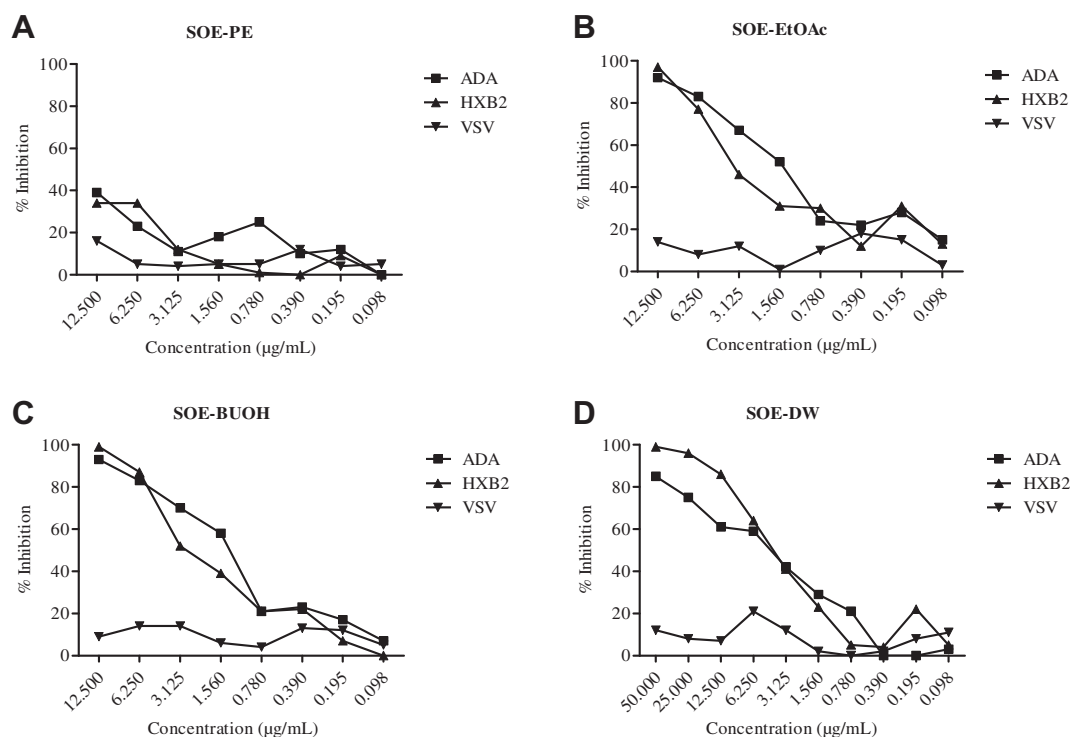 A
SOE-PE
100
80
60
40
20
0
% Inhibition
12.500
6.250
3.125
1.560
0.780
0.390
0.195
0.098
Concentration (µg/mL)
ADA
HXB2
VSV
B
SOE-EtOAc
100
80
60
40
20
0
% Inhibition
12.500
6.250
3.125
1.560
0.780
0.390
0.195
0.098
Concentration (µg/mL)
ADA
HXB2
VSV
C
SOE-BUOH
100
80
60
40
20
0
% Inhibition
12.500
6.250
3.125
1.560
0.780
0.390
0.195
0.098
Concentration (µg/mL)
ADA
HXB2
VSV
D
SOE-DW
100
80
60
40
20
0
% Inhibition
50.000
25.000
12.500
6.250
3.125
1.560
0.780
0.390
0.195
0.098
Concentration (µg/mL)
ADA
HXB2
VSV